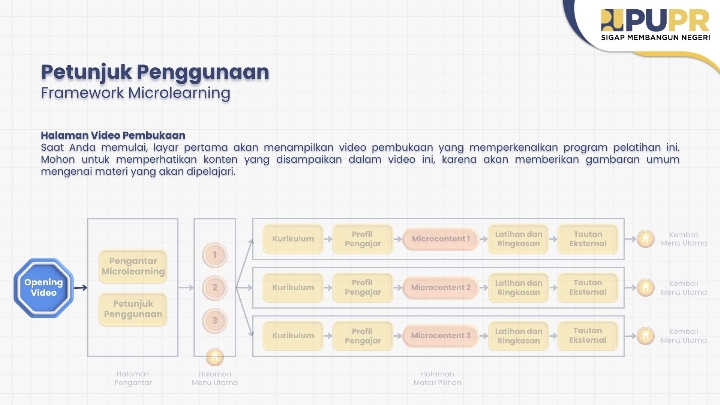 PUPR
SIGAP MEMBANGUN NEGERI
Petunjuk Penggunaan
Framework Microlearning
Halaman Video Pembukaan
Saat Anda memulai, layar pertama akan menampilkan video pembukaan yang memperkenalkan program pelatihan ini.
Mohon untuk memperhatikan konten yang disampaikan dalam video ini, karena akan memberikan gambaran umum
mengenai materi yang akan dipelajari.
Opening
Video
Pengantar
Microlearning
Petunjuk
Penggunaan
Halaman
Pengantar
1
2
3
Halaman
Menu Utama
Kurikulum
Profil
Pengajar
Microcontent 1
Latihan dan
Ringkasan
Tautan
Eksternal
Kembali
Menu Utama
Kurikulum
Profil
Pengajar
Microcontent 2
Latihan dan
Ringkasan
Tautan
Eksternal
Kembali
Menu Utama
Kurikulum
Profil
Pengajar
Microcontent 3
Latihan dan
Ringkasan
Tautan
Eksternal
Kembali
Menu Utama
Halaman
Materi Pilihan